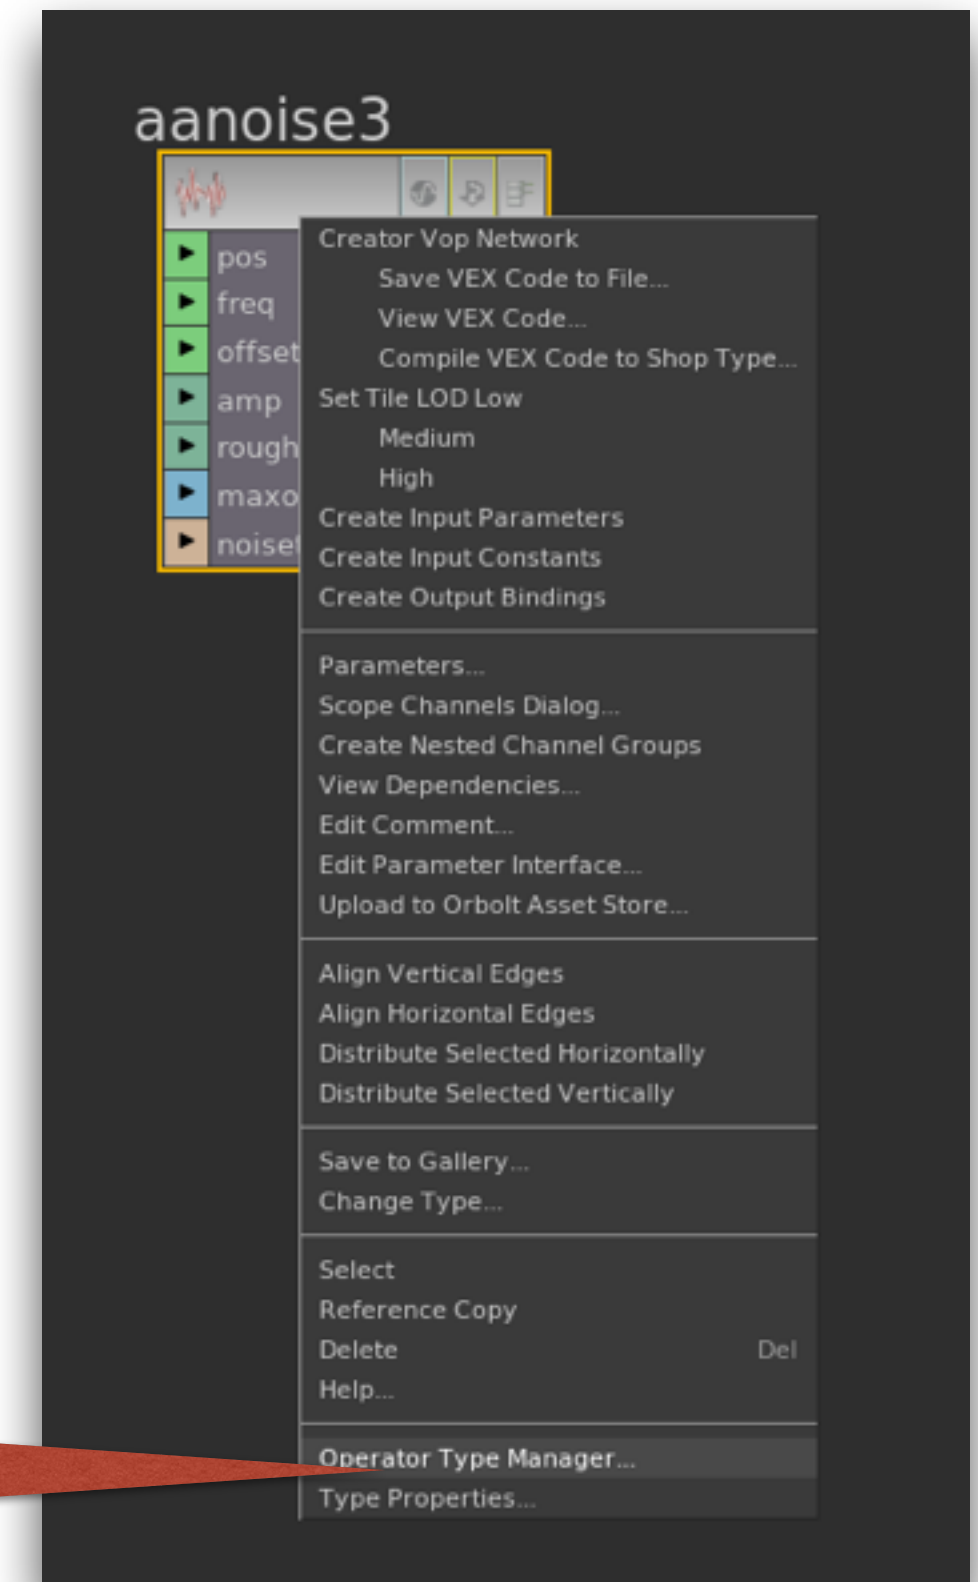 aanoise3
pos
freq
offset
amp
rough
maxo
noiset
Creator Vop Network
Save VEX Code to File...
View VEX Code...
Compile VEX Code to Shop Type...
Set Tile LOD Low
Medium
High
Create Input Parameters
Create Input Constants
Create Output Bindings
Parameters...
Scope Channels Dialog...
Create Nested Channel Groups
View Dependencies...
Edit Comment...
Edit Parameter Interface...
Upload to Orbolt Asset Store...
Align Vertical Edges
Align Horizontal Edges
Distribute Selected Horizontally
Distribute Selected Vertically
Save to Gallery...
Change Type...
Select
Reference Copy
Delete Del
Help...
Operator Type Manager...
Type Properties...